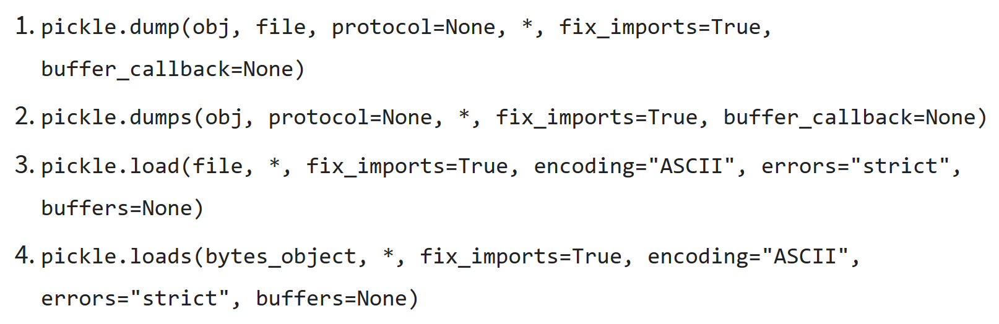 1. pickle.dump(obj, file, protocol=None, *, fix_imports=True,
buffer_callback=None)
2. pickle.dumps(obj, protocol=None, *, fix_imports=True, buffer_callback=None)
3. pickle.load(file, *, fix_imports=True, encoding="ASCII", errors="strict",
buffers=None)
4. pickle.loads(bytes_object, *, fix_imports=True, encoding="ASCII",
errors="strict", buffers=None)